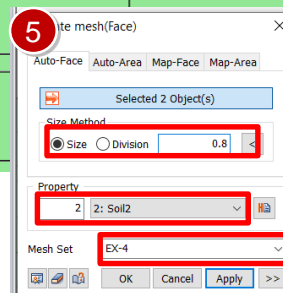 5
te mesh(Face)
Auto-Face Auto-Area Map-Face Map-Area
Selected 2 Object(s)
Size Method
Size Division 0.8 <
Property
2 2: Soil2
Mesh Set EX-4
OK Cancel Apply >>